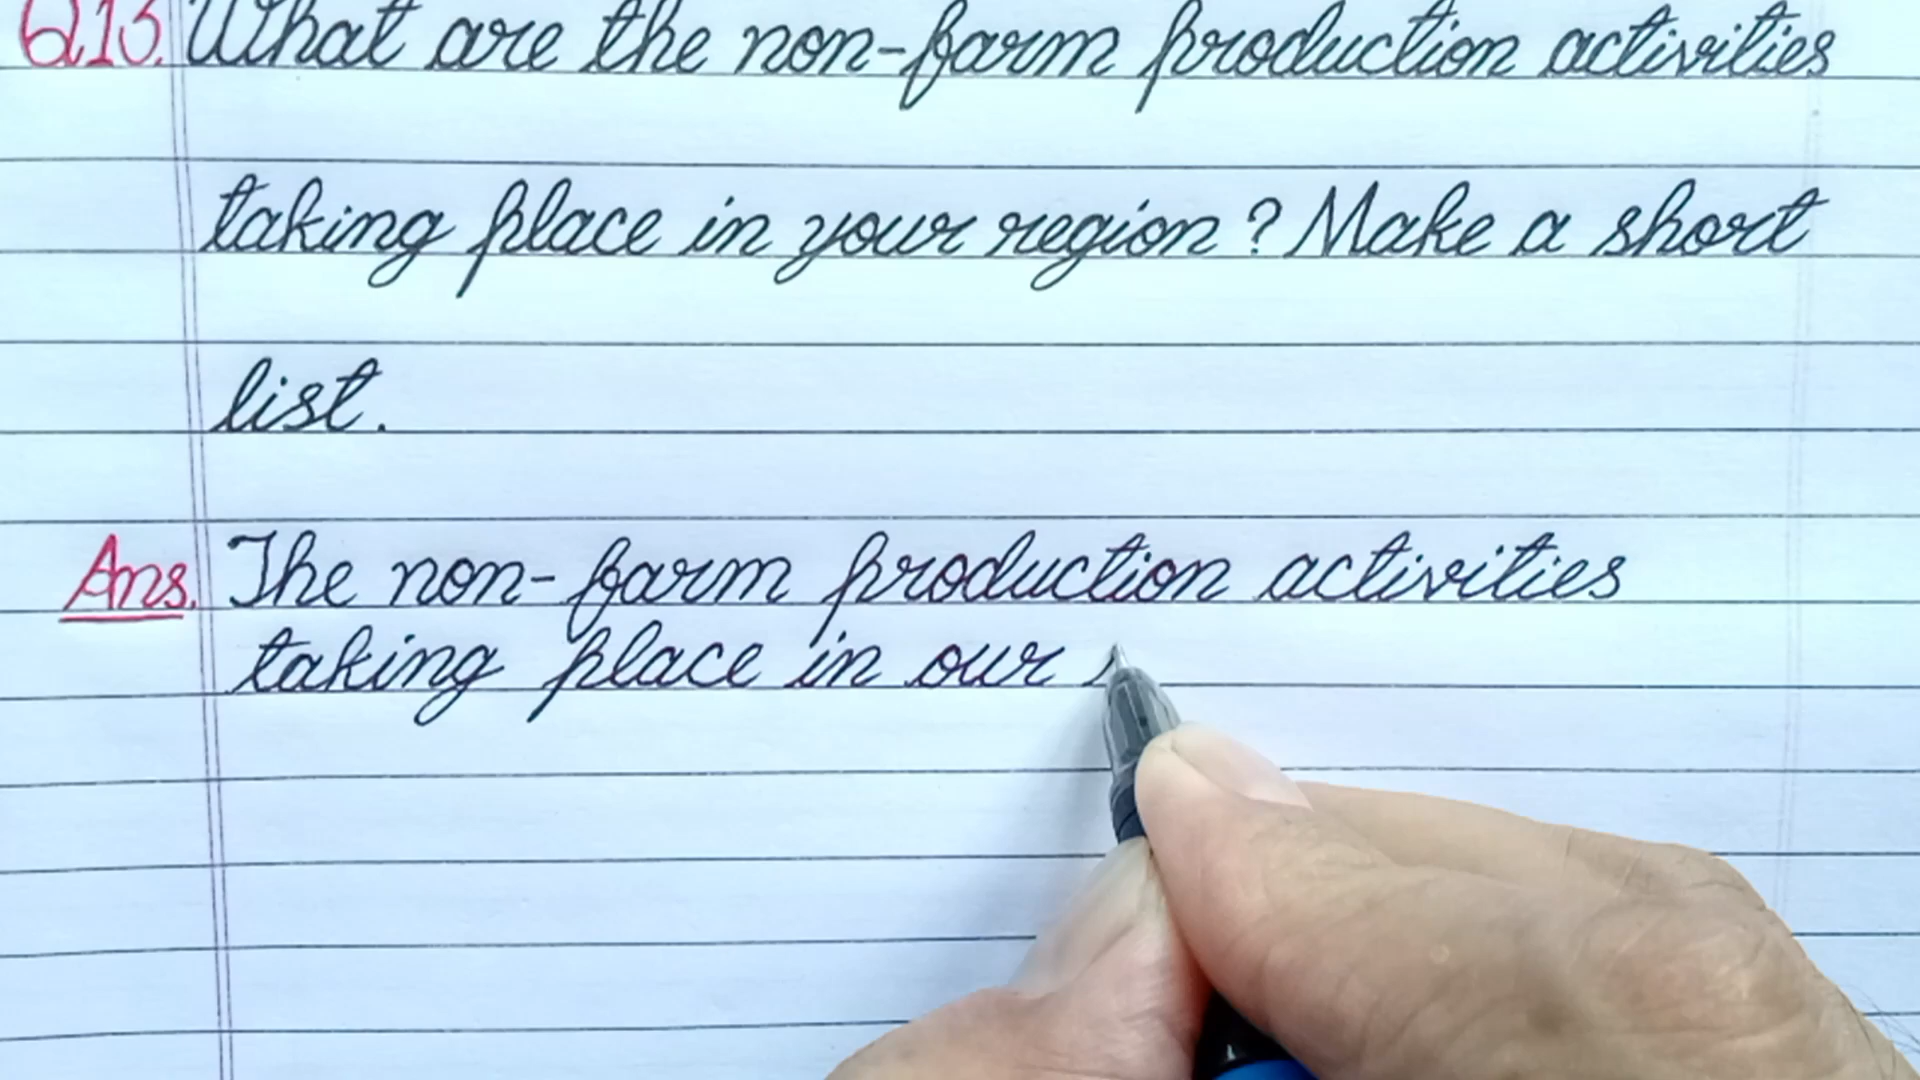 Q13. What are the non-farm production activities
taking place in your region? Make a short
list.
Ans. The non-farm production activities
taking place in our